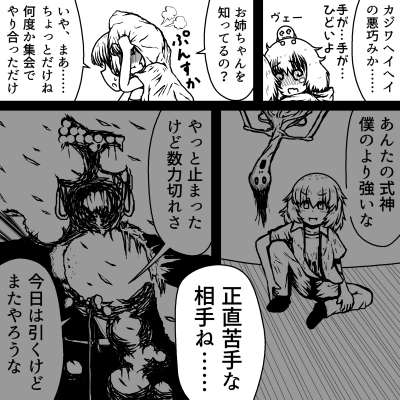 カジワヘイヘイ
の悪巧みか……
手が…手が…
ひどいよ
ヴェー
お姉ちゃんを
知ってるの？
ぷんすか
いや、まあ……
ちょっとだけね
何度か集会で
やり合っただけ
あんたの式神
僕のより強いな
やっと止まった
けど数力切れさ
正直苦手な
相手ね……
今日は引くけど
またやろうな